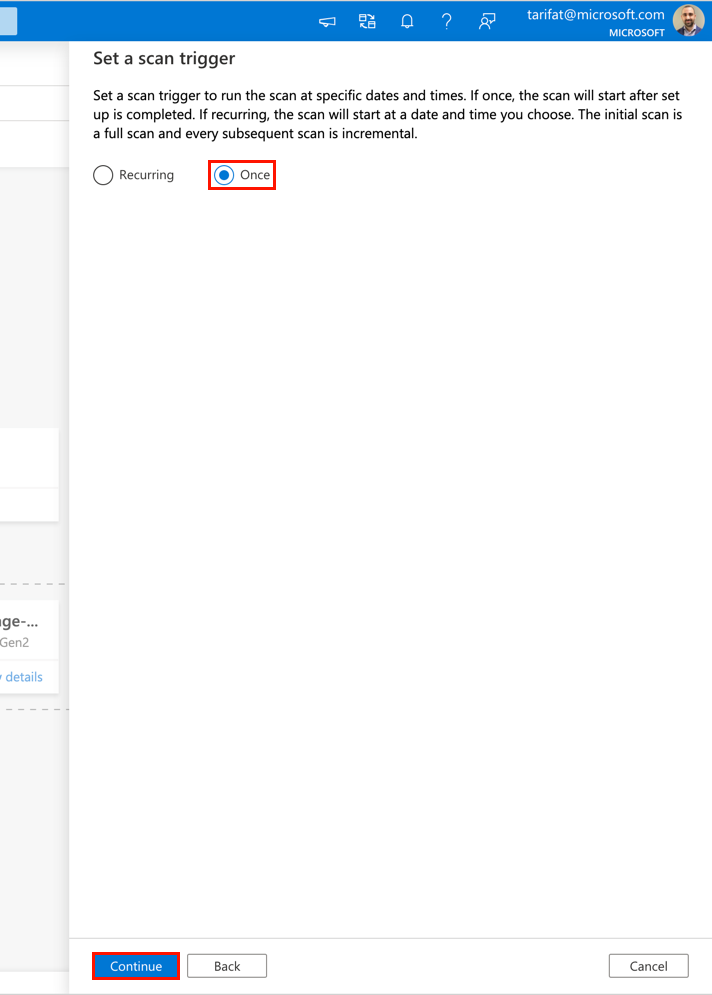 tarifat@microsoft.com
MICROSOFT
Set a scan trigger
Set a scan trigger to run the scan at specific dates and times. If once, the scan will start after set
up is completed. If recurring, the scan will start at a date and time you choose. The initial scan is
a full scan and every subsequent scan is incremental.
Recurring
Once
ge-...
Gen2
details
Continue
Back
Cancel